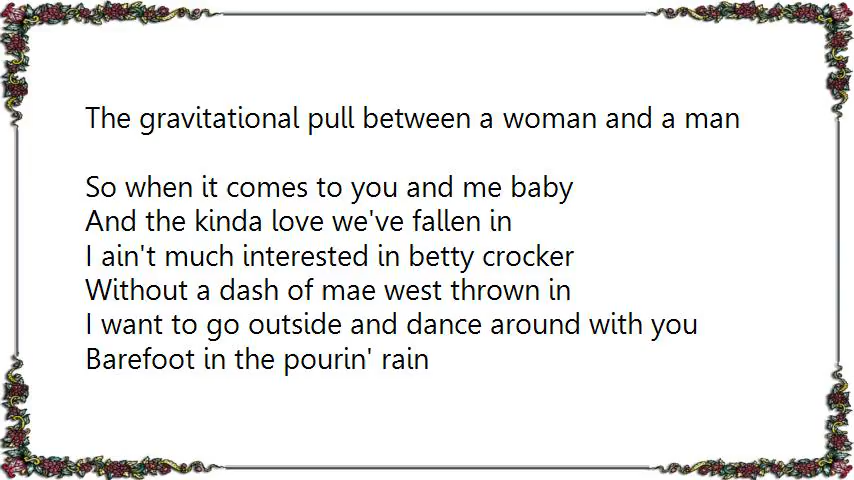 The gravitational pull between a woman and a man
So when it comes to you and me baby
And the kinda love we've fallen in
I ain't much interested in betty crocker
Without a dash of mae west thrown in
I want to go outside and dance around with you
Barefoot in the pourin' rain